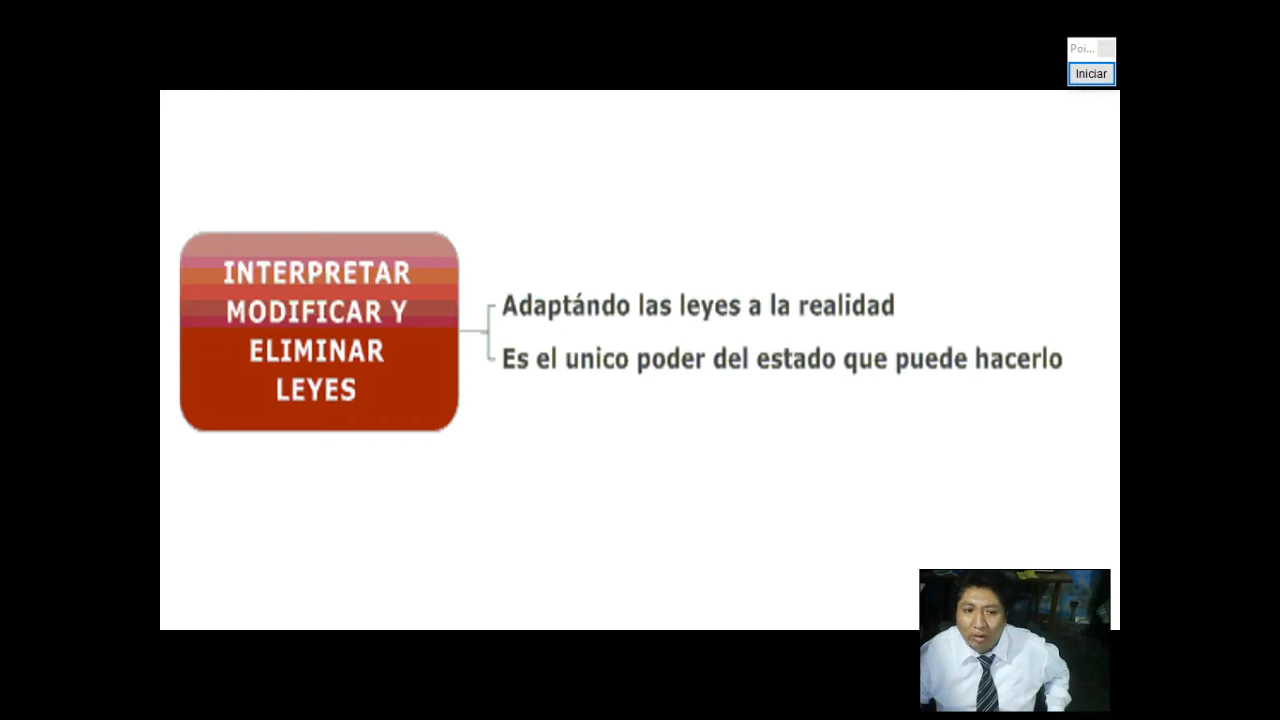 Poi...
Iniciar
INTERPRETAR
MODIFICAR Y
ELIMINAR
LEYES
Adaptándo las leyes a la realidad
Es el unico poder del estado que puede hacerlo